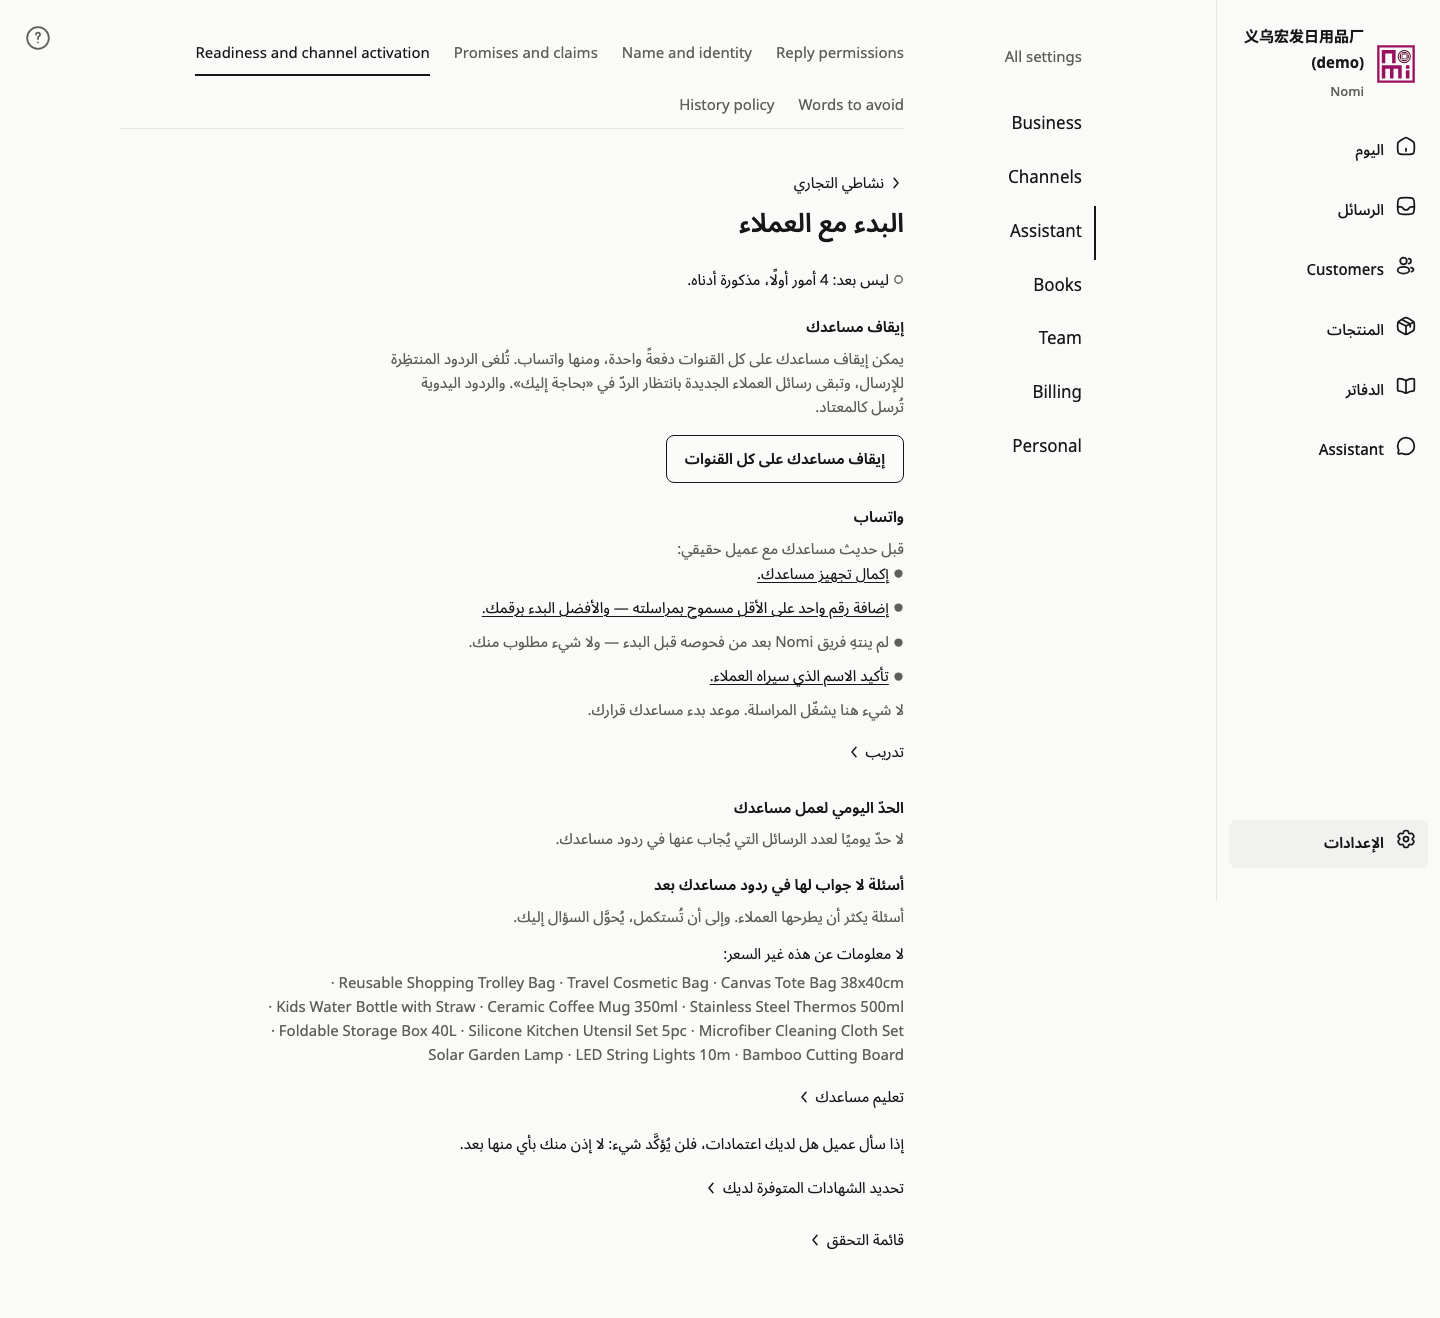 义乌宏发日用品厂
(demo)
Nomi
اليوم
الرسائل
Customers
المنتجات
الدفاتر
Assistant
الإعدادات
All settings
Business
Channels
Assistant
Books
Team
Billing
Personal
Reply permissions
Name and identity
Promises and claims
Readiness and channel activation
Words to avoid
History policy
نشاطي التجاري
البدء مع العملاء
ليس بعد: 4 أمور أولًا، مذكورة أدناه.
إيقاف مساعدك
يمكن إيقاف مساعدك على كل القنوات دفعةً واحدة، ومنها واتساب. تُلغى الردود المنتظِرة
للإرسال، وتبقى رسائل العملاء الجديدة بانتظار الردّ في «بحاجة إليك». والردود اليدوية
تُرسل كالمعتاد.
إيقاف مساعدك على كل القنوات
واتساب
قبل حديث مساعدك مع عميل حقيقي:
إكمال تجهيز مساعدك.
إضافة رقم واحد على الأقل مسموح بمراسلته — والأفضل البدء برقمك.
لم ينتهِ فريق Nomi بعد من فحوصه قبل البدء — ولا شيء مطلوب منك.
تأكيد الاسم الذي سيراه العملاء.
لا شيء هنا يشغّل المراسلة. موعد بدء مساعدك قرارك.
تدريب
الحدّ اليومي لعمل مساعدك
لا حدّ يوميًا لعدد الرسائل التي يُجاب عنها في ردود مساعدك.
أسئلة لا جواب لها في ردود مساعدك بعد
أسئلة يكثر أن يطرحها العملاء. وإلى أن تُستكمل، يُحوَّل السؤال إليك.
لا معلومات عن هذه غير السعر:
· Reusable Shopping Trolley Bag · Travel Cosmetic Bag · Canvas Tote Bag 38x40cm
· Kids Water Bottle with Straw · Ceramic Coffee Mug 350ml · Stainless Steel Thermos 500ml
· Foldable Storage Box 40L · Silicone Kitchen Utensil Set 5pc · Microfiber Cleaning Cloth Set
Solar Garden Lamp · LED String Lights 10m · Bamboo Cutting Board
تعليم مساعدك
إذا سأل عميل هل لديك اعتمادات، فلن يُؤكَّد شيء: لا إذن منك بأي منها بعد.
تحديد الشهادات المتوفرة لديك
قائمة التحقق